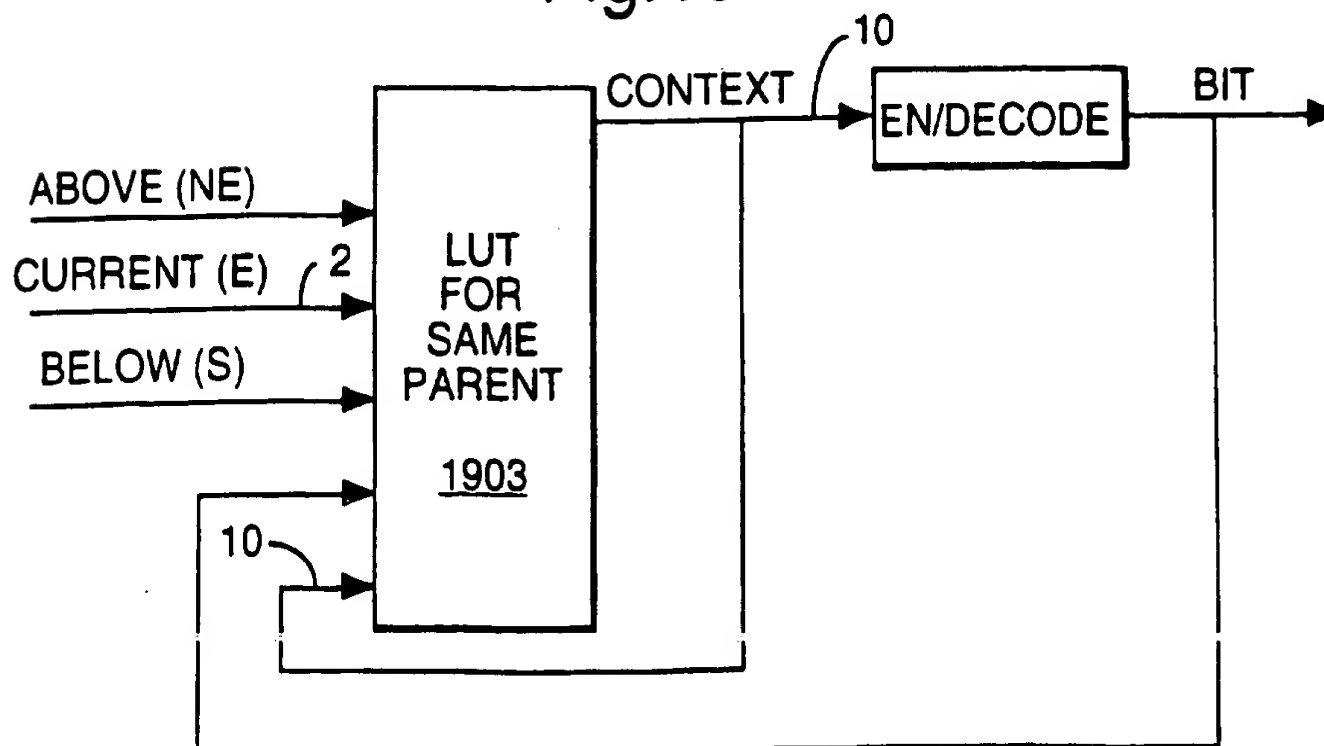 10
CONTEXT
EN/DECODE
BIT
ABOVE (NE)
CURRENT (E)
2
BELOW (S)
LUT
FOR
SAME
PARENT
1903
10